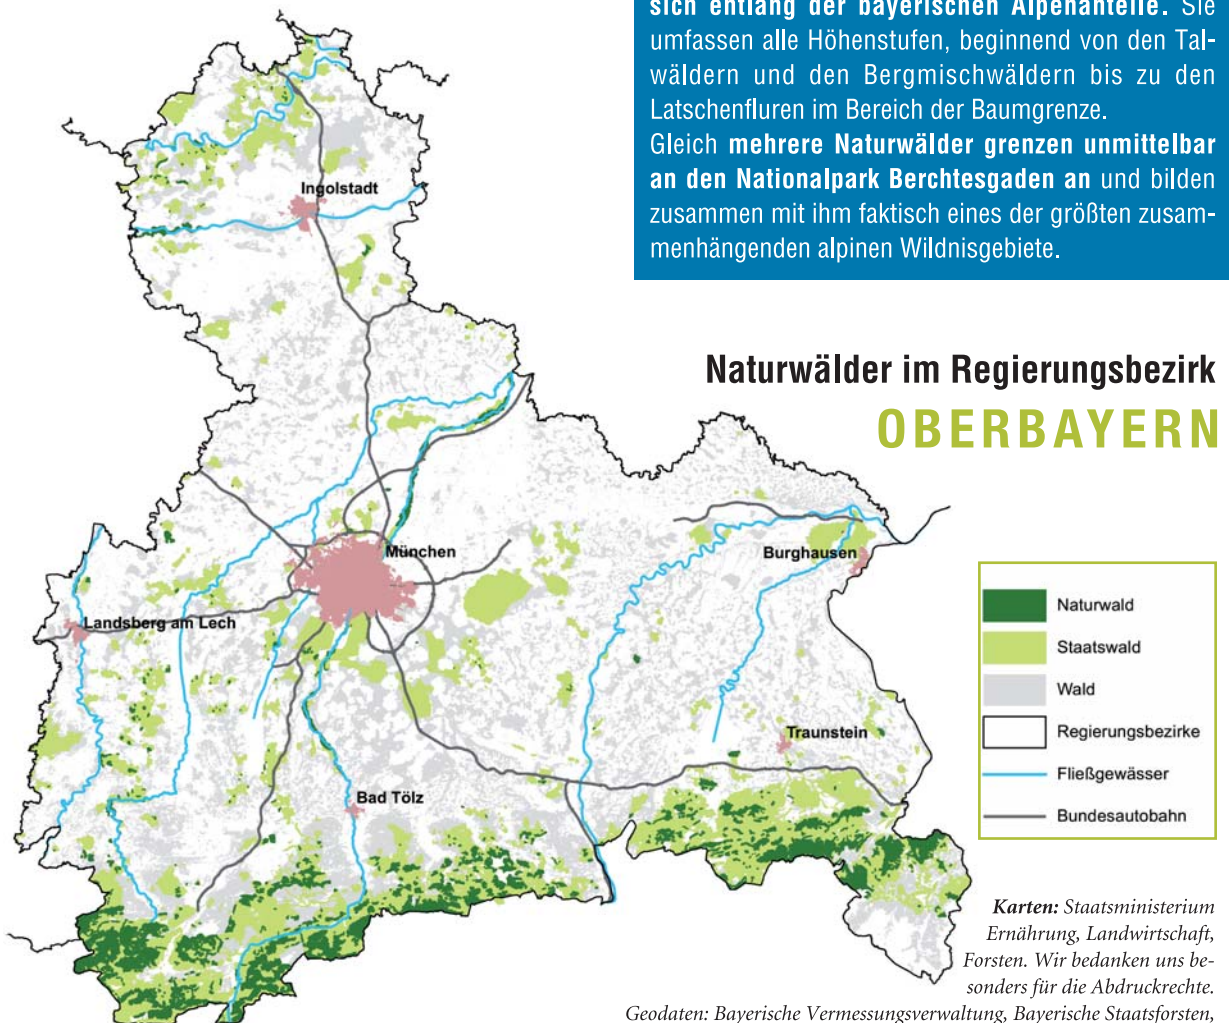 sich entlang der bayerischen Alpenanteile. Sie
umfassen alle Höhenstufen, beginnend von den Tal-
wäldern und den Bergmischwäldern bis zu den
Latschenfluren im Bereich der Baumgrenze.
Gleich mehrere Naturwälder grenzen unmittelbar
an den Nationalpark Berchtesgaden an und bilden
zusammen mit ihm faktisch eines der größten zusam-
menhängenden alpinen Wildnisgebiete.
Naturwälder im Regierungsbezirk
OBERBAYERN
Ingolstadt
München
Burghausen
Landsberg am Lech
Traunstein
Bad Tölz
Naturwald
Staatswald
Wald
Regierungsbezirke
Fließgewässer
Bundesautobahn
Karten: Staatsministerium
Ernährung, Landwirtschaft,
Forsten. Wir bedanken uns be-
sonders für die Abdruckrechte.
Geodaten: Bayerische Vermessungsverwaltung, Bayerische Staatsforsten,